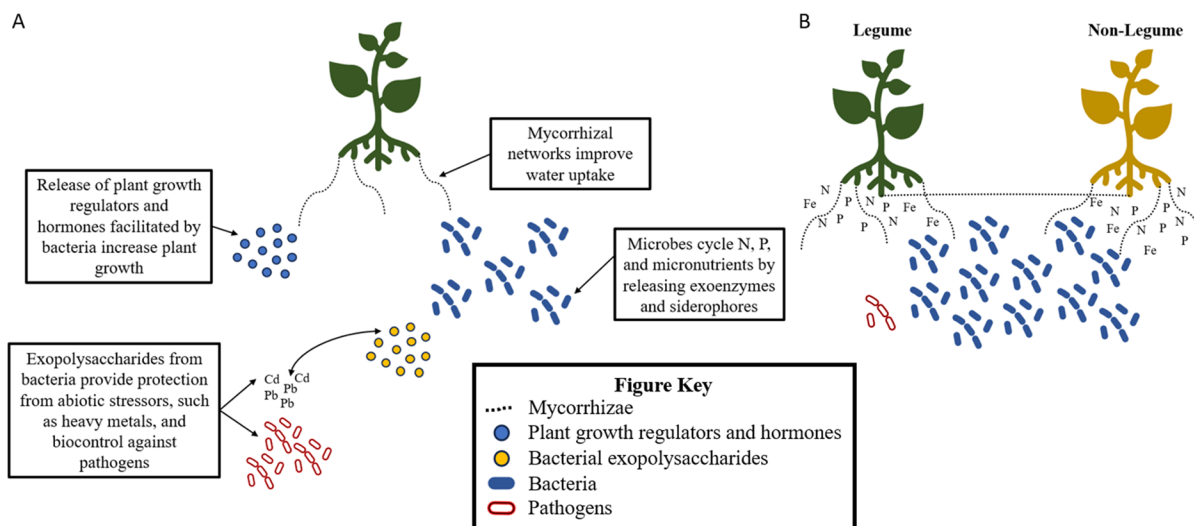 A
Release of plant growth
regulators and
hormones facilitated by
bacteria increase plant
growth
Mycorrhizal
networks improve
water uptake
Microbes cycle N, P,
and micronutrients by
releasing exoenzymes
and siderophores
Exopolysaccharides from
bacteria provide protection
from abiotic stressors, such
as heavy metals, and
biocontrol against
pathogens
Cd
Cd
Pb
Pb
Pb
B
Legume
Non-Legume
N
Fe
P
N
P
N
N
P
P
Fe
Fe
Fe
N
P
Fe
P
N
N
P
N
Fe
Figure Key
Mycorrhizae
Plant growth regulators and hormones
Bacterial exopolysaccharides
Bacteria
Pathogens